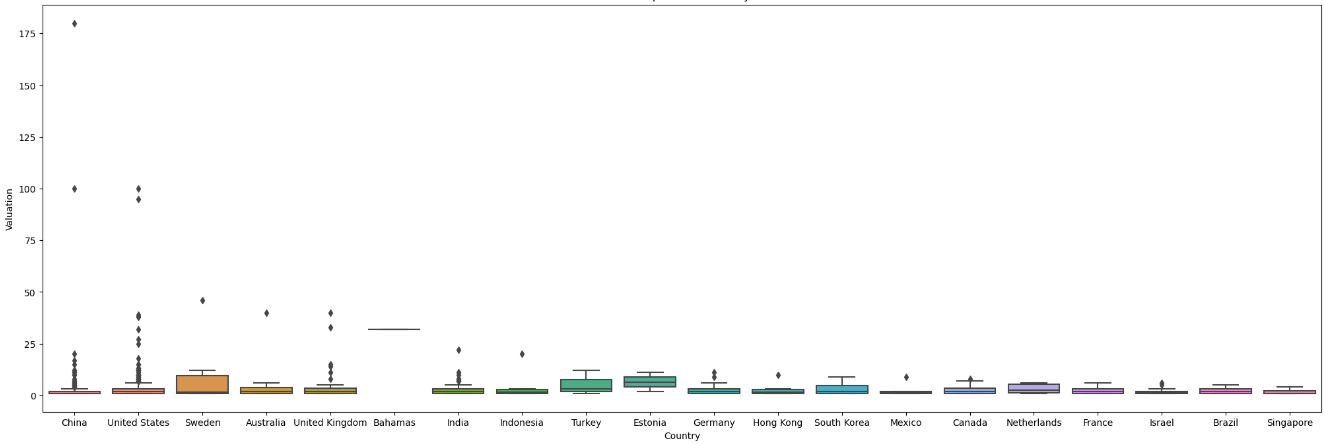 175
150
125
100
75
50
25
0
Valuation
China United States Sweden Australia United Kingdom Bahamas India Indonesia Turkey Estonia Germany Hong Kong South Korea Mexico Canada Netherlands France Israel Brazil Singapore
Country